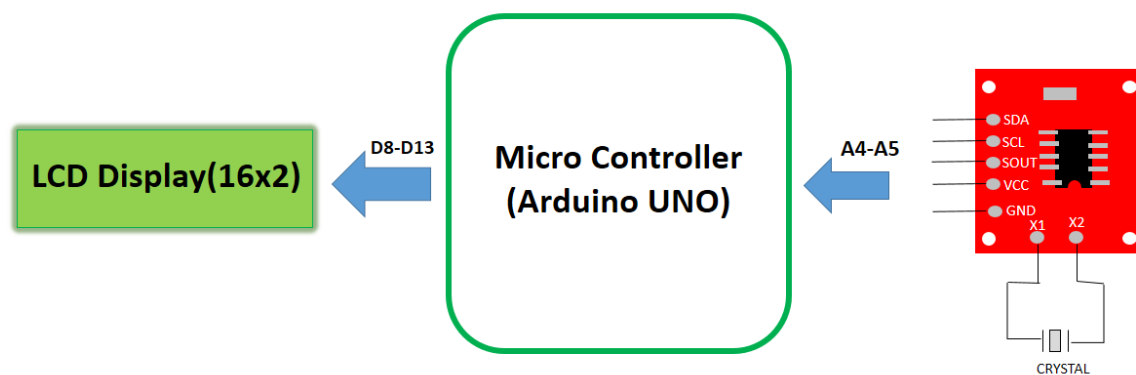 LCD Display(16x2)
D8-D13
Micro Controller
(Arduino UNO)
A4-A5
SDA
SCL
SOUT
VCC
GND
X1
X2
CRYSTAL